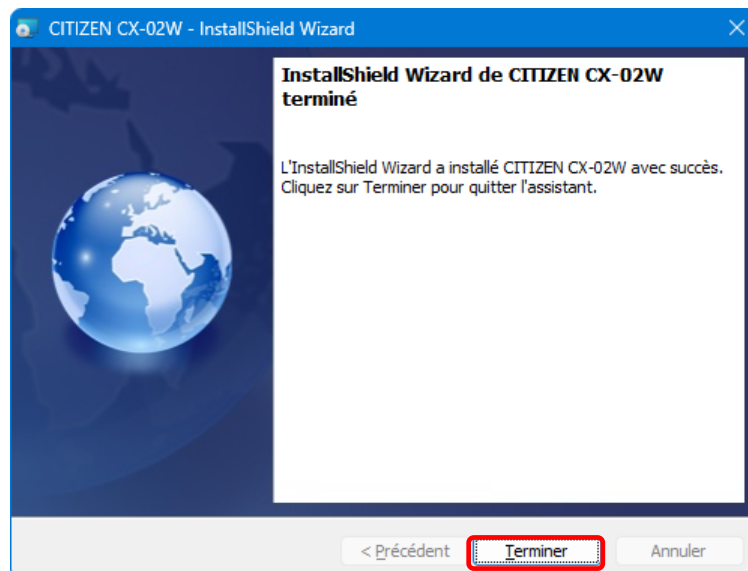 CITIZEN CX-02W - InstallShield Wizard
InstallShield Wizard de CITIZEN CX-02W
terminé
L'InstallShield Wizard a installé CITIZEN CX-02W avec succès.
Cliquez sur Terminer pour quitter l'assistant.
< Précédent Terminer Annuler